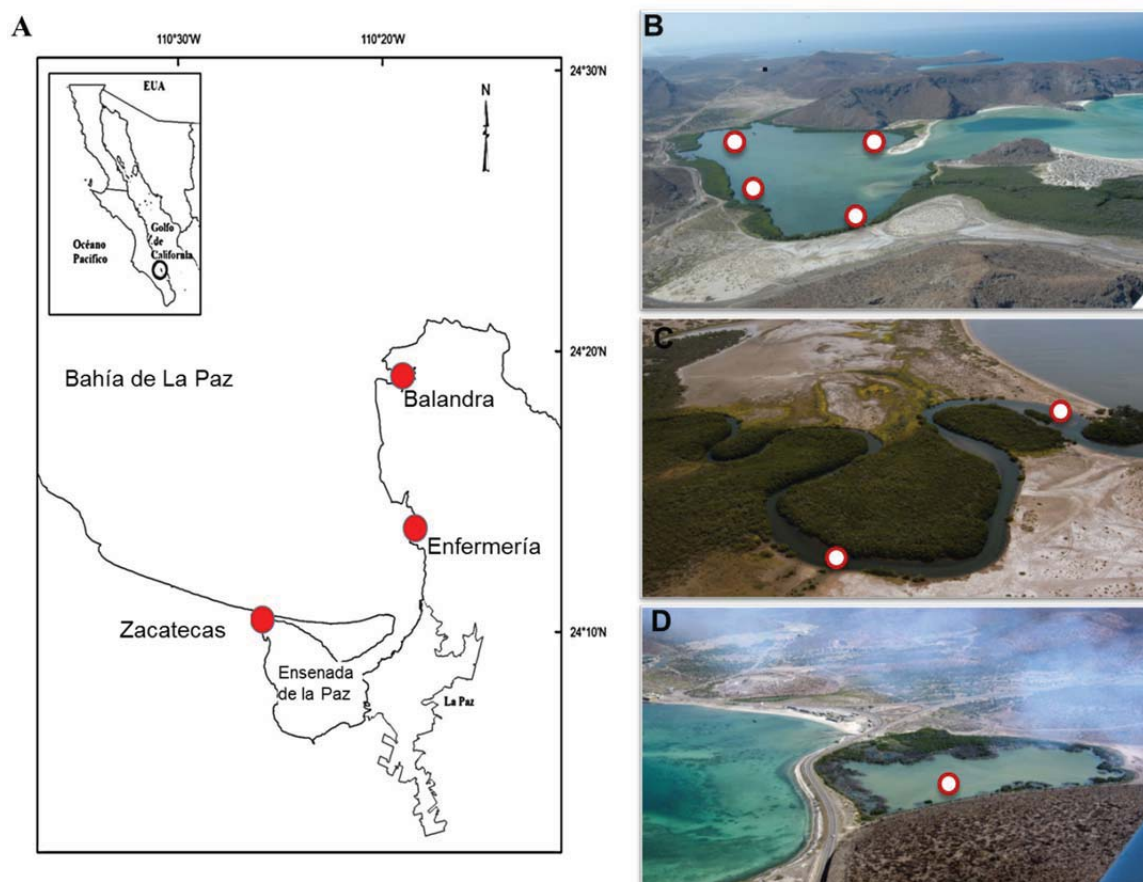 A
110°30'W
110°20'W
24°30'N
EUA
Golfo
de
California
Océano
Pacífico
N
24°20'N
Bahía de La Paz
Balandra
Enfermería
Zacatecas
24°10'N
Ensenada
de la Paz
La Paz
B
C
D